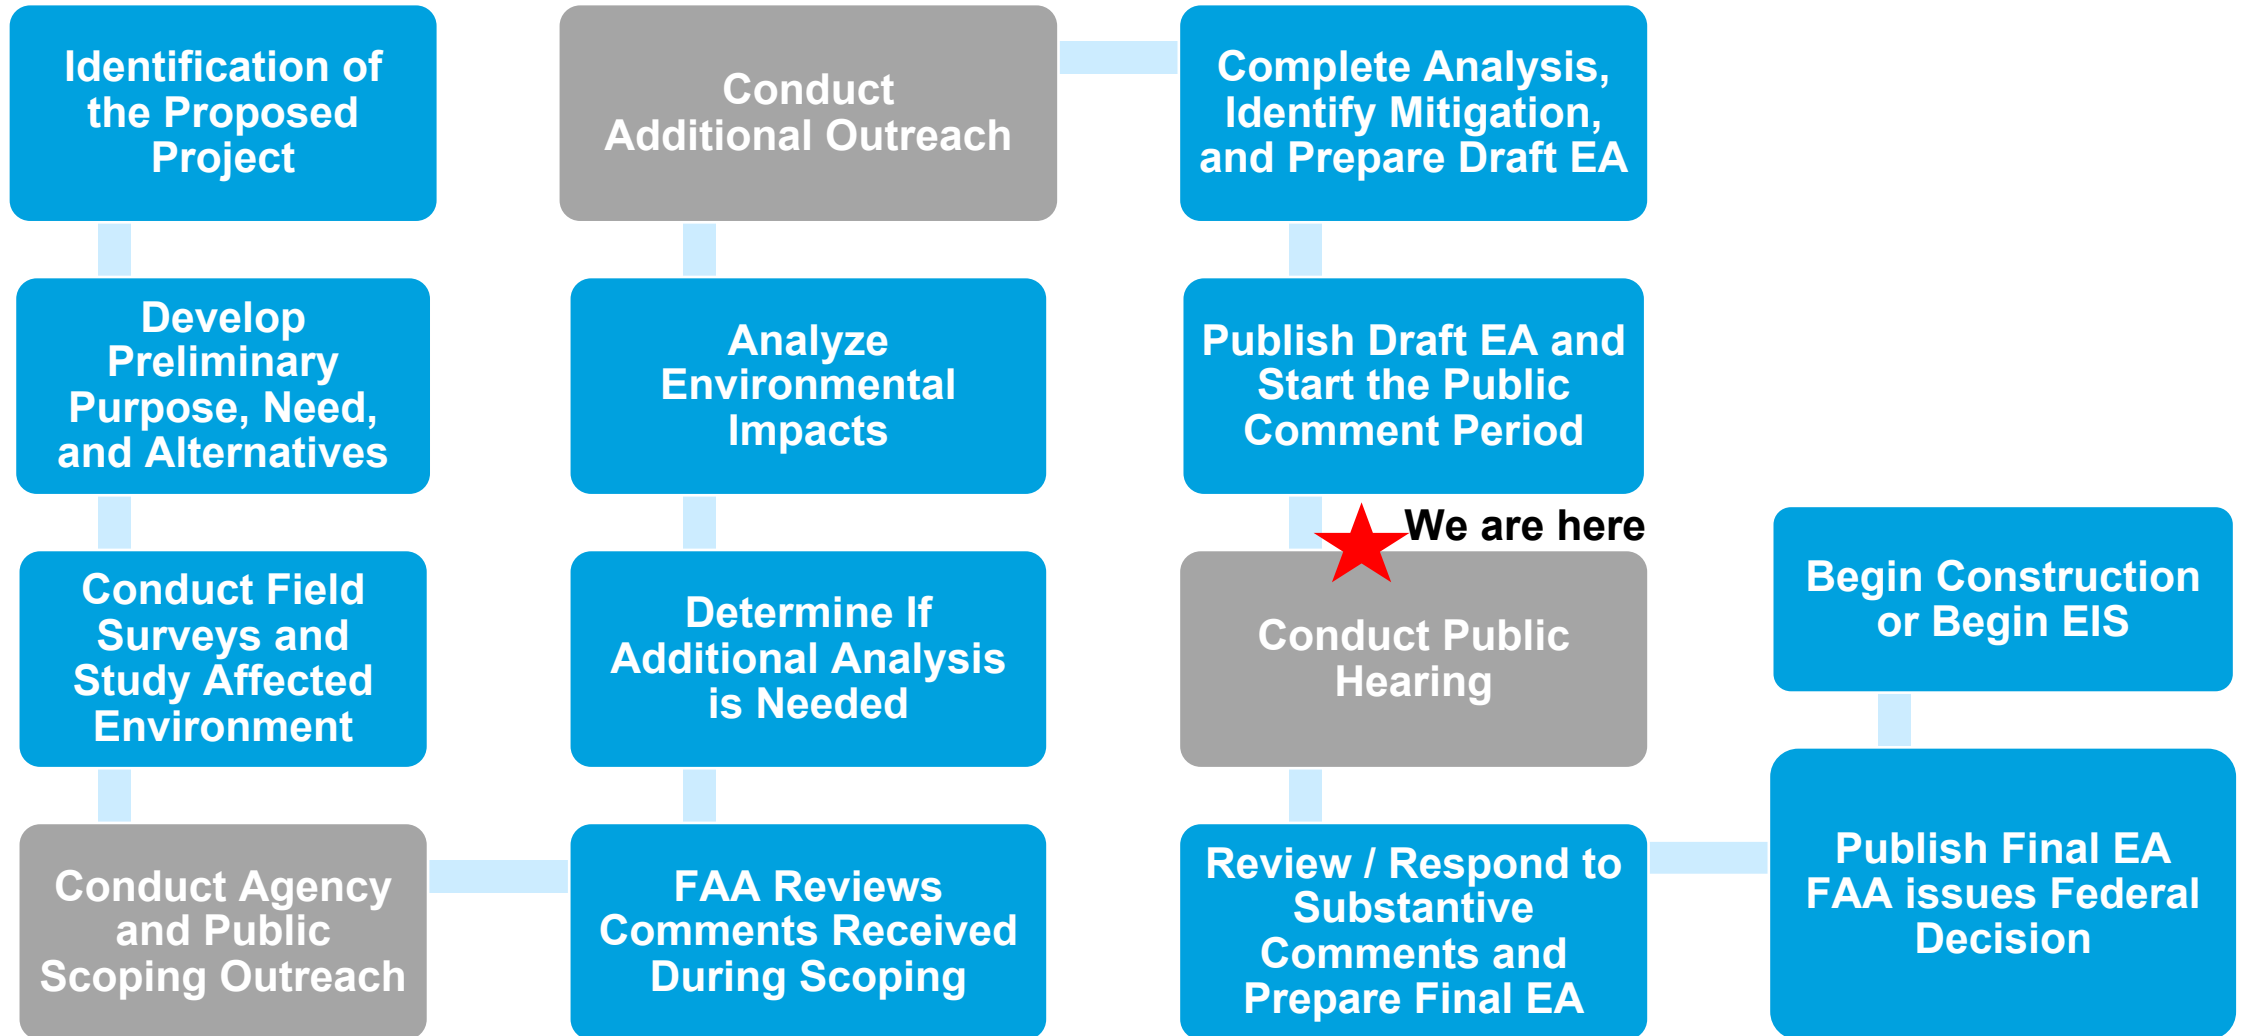 Identification of
the Proposed
Project
Develop
Preliminary
Purpose, Need,
and Alternatives
Conduct Field
Surveys and
Study Affected
Environment
Conduct Agency
and Public
Scoping Outreach
FAA Reviews
Comments Received
During Scoping
Determine If
Additional Analysis
is Needed
Analyze
Environmental
Impacts
Conduct
Additional Outreach
Complete Analysis,
Identify Mitigation,
and Prepare Draft EA
Publish Draft EA and
Start the Public
Comment Period
We are here
Conduct Public
Hearing
Review / Respond to
Substantive
Comments and
Prepare Final EA
Publish Final EA
FAA issues Federal
Decision
Begin Construction
or Begin EIS